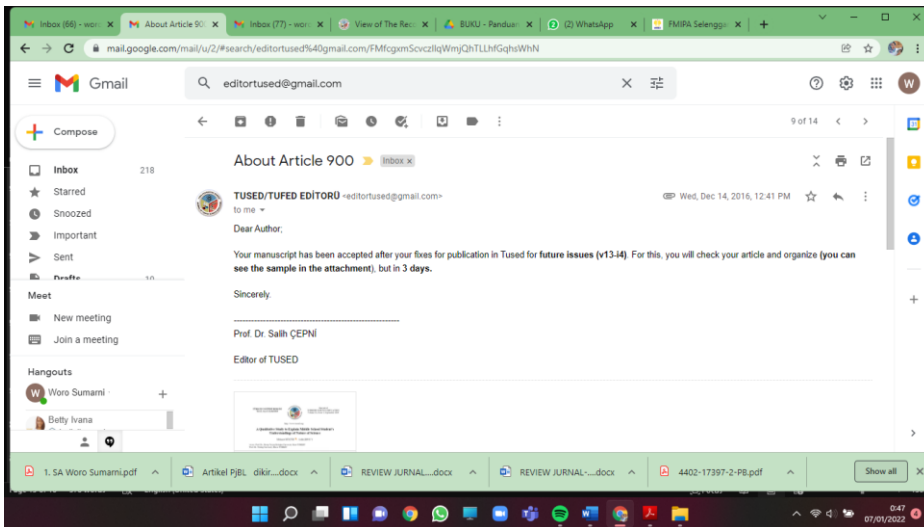 Inbox (66) - wor
About Article 90
Inbox (77) - wor
View of The Rec
BUKU - Panduan
(2) WhatsApp
FMIPA Selengga
mail.google.com/mail/u/2/#search/editortused%40gmail.com/FMfcgxmScvczllqWmjQhTLLhfGqhsWhN
Gmail
editortused@gmail.com
W
Compose
9 of 14
Inbox 218
Starred
Snoozed
Important
Sent
Drafts 10
Meet
New meeting
Join a meeting
Hangouts
W Woro Sumarni
Betty Ivana
About Article 900
Inbox x
TUSED/TUFED EDİTÖRÜ <editortused@gmail.com>
Wed, Dec 14, 2016, 12:41 PM
to me
Dear Author;
Your manuscript has been accepted after your fixes for publication in Tused for future issues (v13-i4). For this, you will check your article and organize (you can
see the sample in the attachment), but in 3 days.
Sincerely.
------------------------------------------------------------
Prof. Dr. Salih ÇEPNİ
Editor of TUSED
1. SA Woro Sumarni.pdf
Artikel PjBL dikir....docx
REVIEW JURNAL....docx
REVIEW JURNAL-....docx
4402-17397-2-PB.pdf
Show all
0:47
07/01/2022